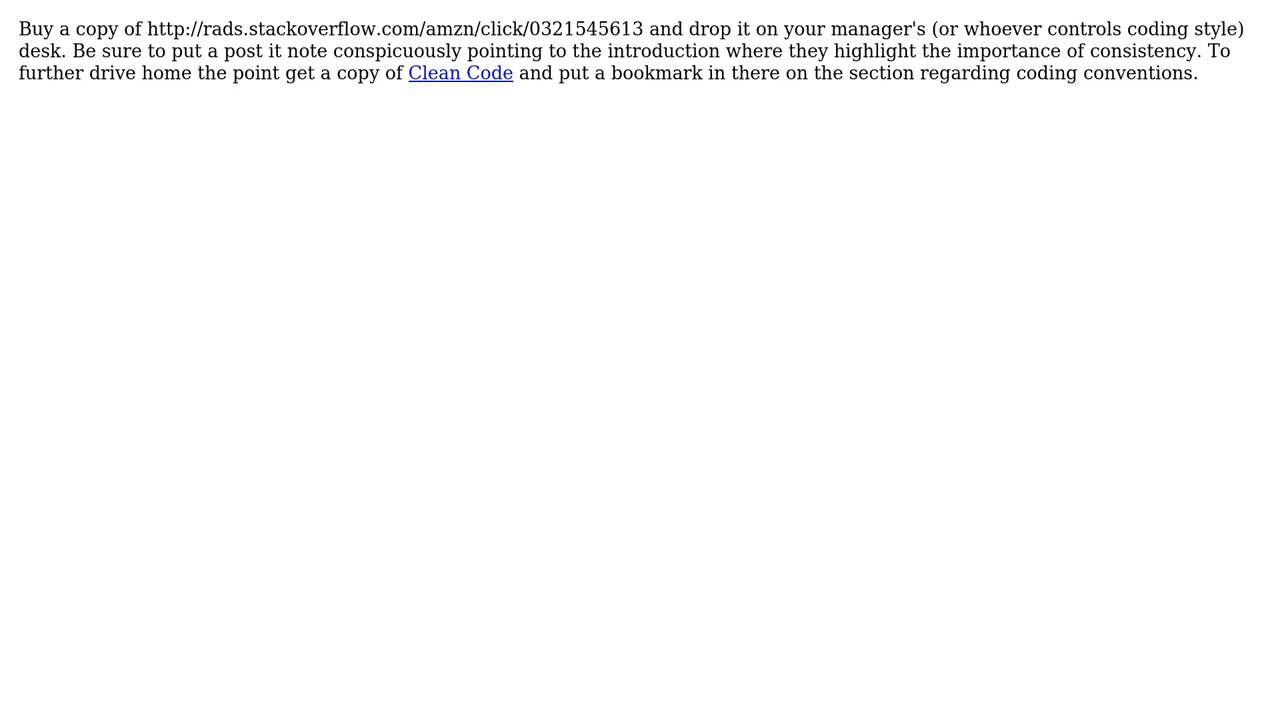 Buy a copy of http://rads.stackoverflow.com/amzn/click/0321545613 and drop it on your manager's (or whoever controls coding style)
desk. Be sure to put a post it note conspicuously pointing to the introduction where they highlight the importance of consistency. To
further drive home the point get a copy of Clean Code and put a bookmark in there on the section regarding coding conventions.